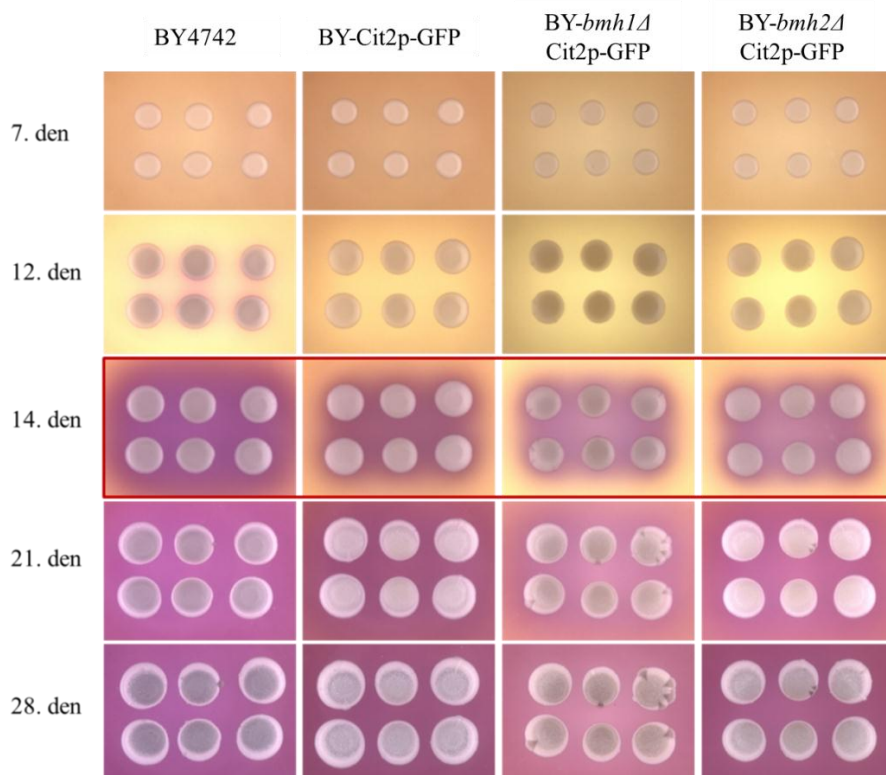 BY4742
BY-Cit2p-GFP
BY-bmh1Δ
Cit2p-GFP
BY-bmh2Δ
Cit2p-GFP
7. den
12. den
14. den
21. den
28. den